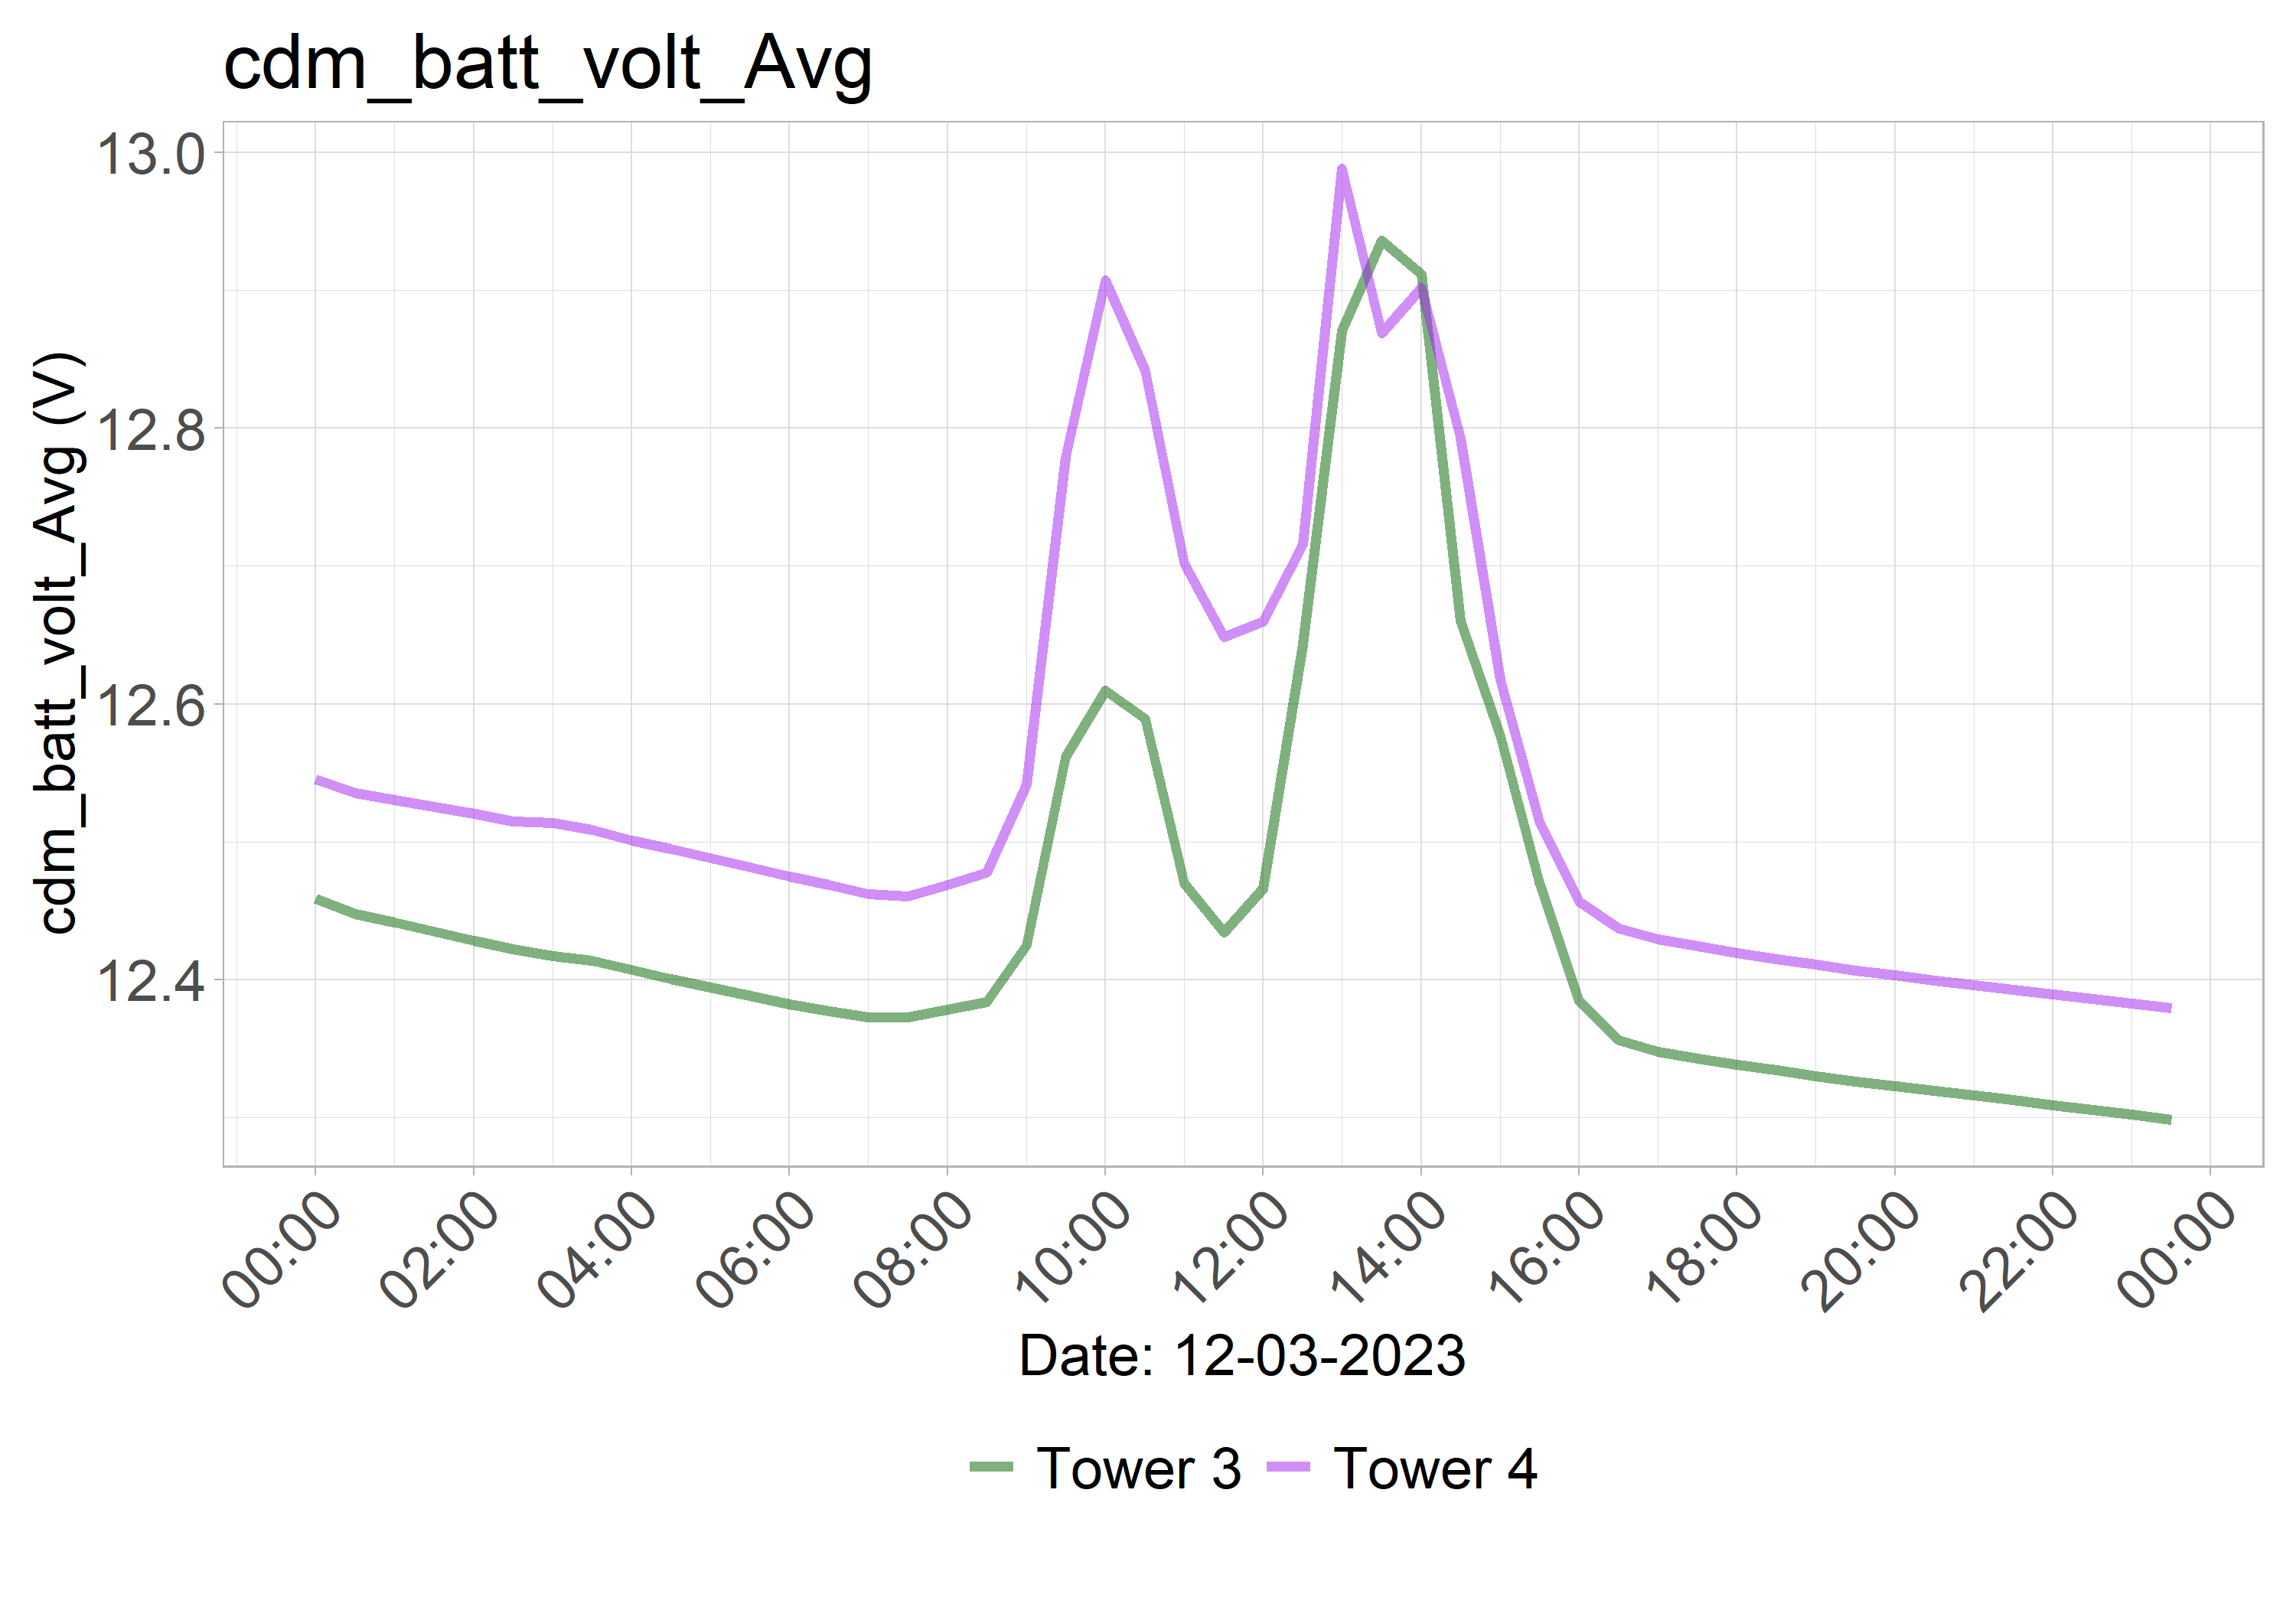 cdm_batt_volt_Avg
cdm_batt_volt_Avg (V)
13.0
12.8
12.6
12.4
00:00 02:00 04:00 06:00 08:00 10:00 12:00 14:00 16:00 18:00 20:00 22:00 00:00
Date: 12-03-2023
Tower 3 Tower 4